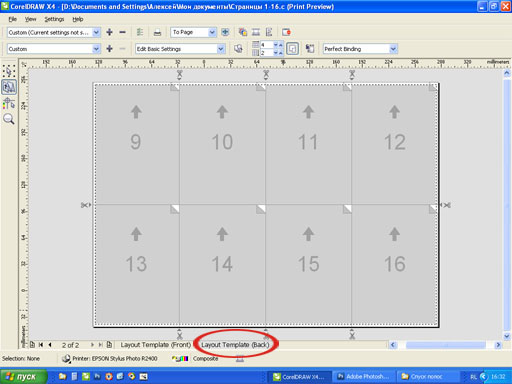 CorelDRAW X4 - [D:\Documents and Settings\Алексей\Мои документы\Страницы 1-16.c (Print Preview)
File View Settings Help
Custom (Current settings not s... To Page
Custom Edit Basic Settings 4 2 Perfect Binding
192 160 128 96 64 32 0 32 64 96 128 160 192 224 256 288 320 millimeters
9 10 11 12
13 14 15 16
2 of 2 Layout Template (Front) Layout Template (Back)
Selection: None Printer: EPSON Stylus Photo R2400 Composite
пуск CorelDRAW X4 - [D:... Adobe Photosh... Спуск полос RL 16:32